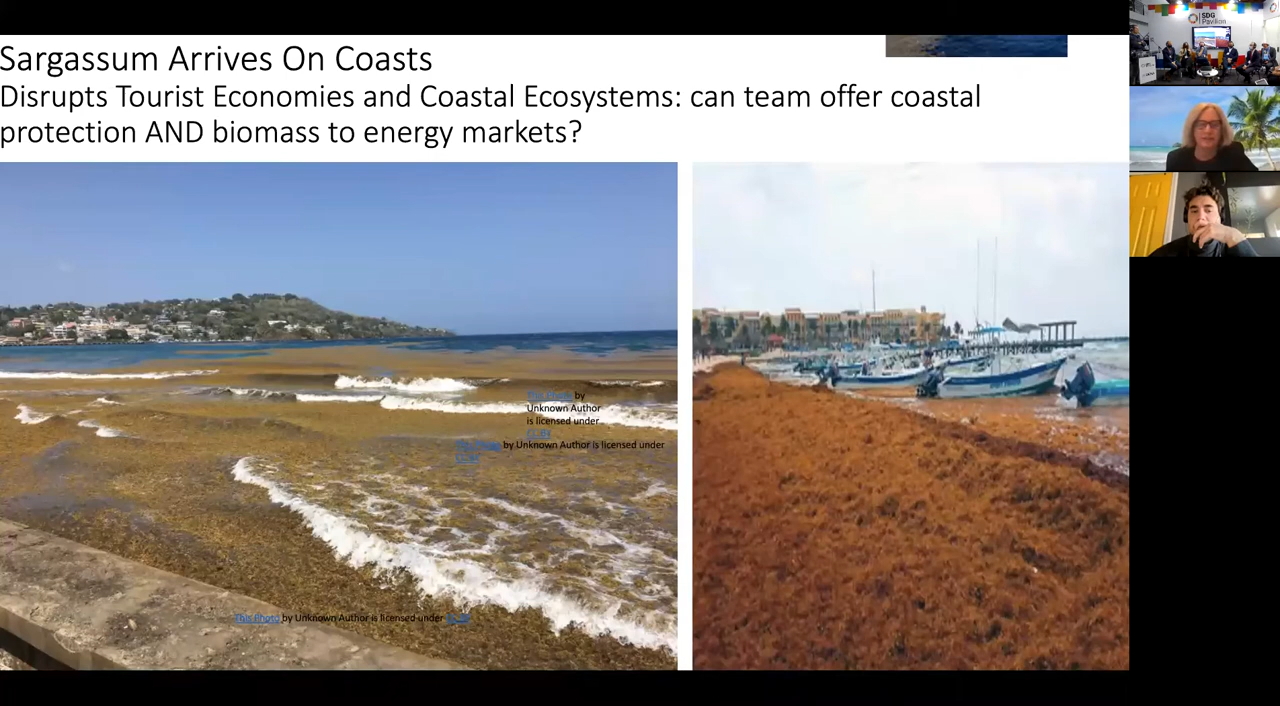 Sargassum Arrives On Coasts
Disrupts Tourist Economies and Coastal Ecosystems: can team offer coastal
protection AND biomass to energy markets?
SDG
Pavilion
This Photo by
Unknown Author
is licensed under
This Photo by Unknown Author is licensed under
This Photo by Unknown Author is licensed under